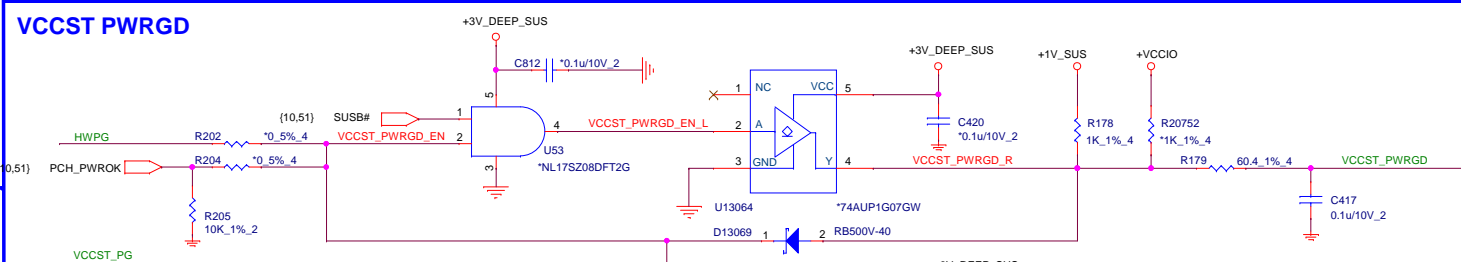 VCCST PWRGD
+3V_DEEP_SUS
C812 *0.1u/10V_2
+3V_DEEP_SUS
+1V_SUS
+VCCIO
5
1 NC VCC 5
{10,51} SUSB# 1
HWPG R202 *0_5%_4 VCCST_PWRGD_EN 2
4 VCCST_PWRGD_EN_L 2 A
C420
*0.1u/10V_2
R178
1K_1%_4
R20752
*1K_1%_4
U53
*NL17SZ08DFT2G
3
0,51} PCH_PWROK R204 *0_5%_4
3 GND Y 4 VCCST_PWRGD_R
R179 60.4_1%_4 VCCST_PWRGD
R205
10K_1%_2
U13064 *74AUP1G07GW
C417
0.1u/10V_2
D13069 1 2 RB500V-40
VCCST_PG